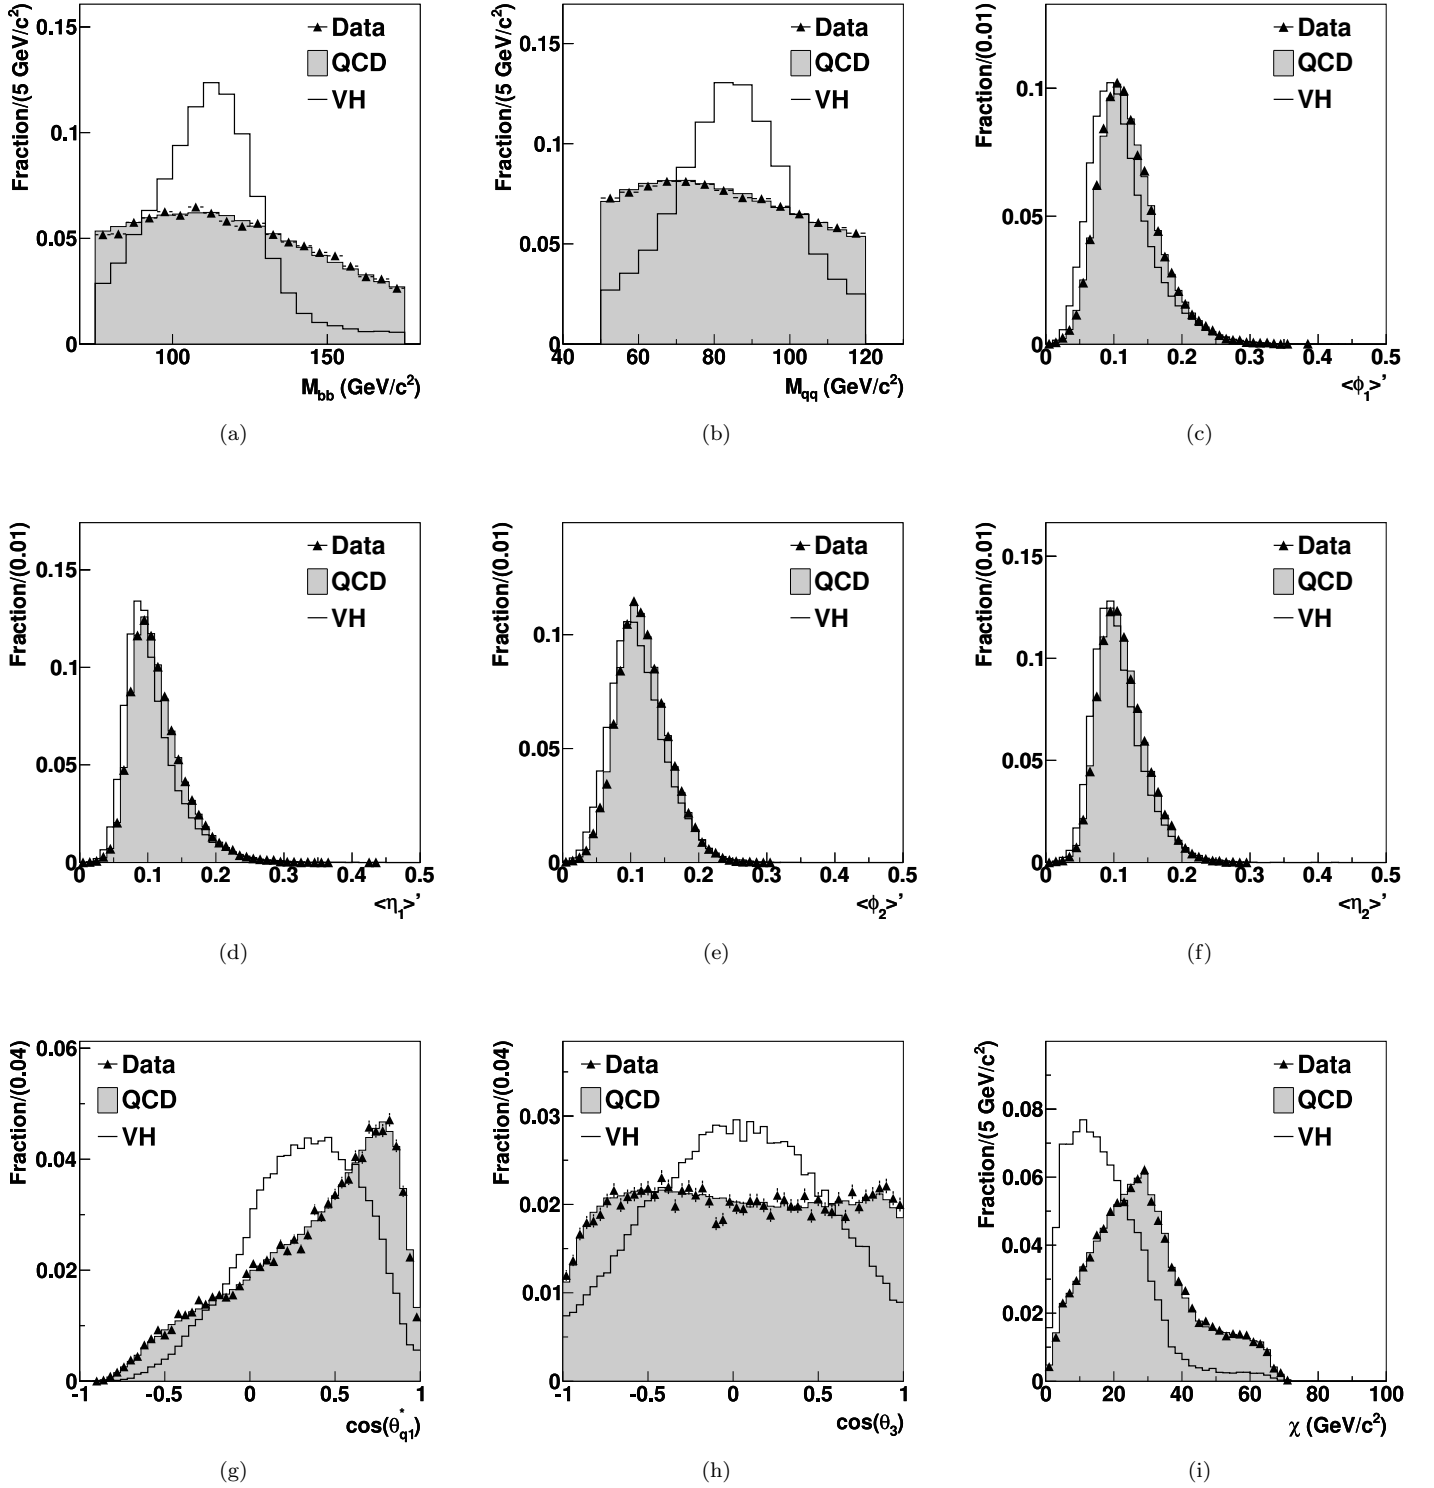 Fraction/(5 GeV/c²)
0.15
0.1
0.05
0
100
150
Data
QCD
VH
M_bb (GeV/c²)
(a)
Fraction/(5 GeV/c²)
0.15
0.1
0.05
0
40
60
80
100
120
Data
QCD
VH
M_qq (GeV/c²)
(b)
Fraction/(0.01)
0.1
0.05
0
0
0.1
0.2
0.3
0.4
0.5
Data
QCD
VH
<ϕ₁>'
(c)
Fraction/(0.01)
0.15
0.1
0.05
0
0
0.1
0.2
0.3
0.4
0.5
Data
QCD
VH
<η₁>'
(d)
Fraction/(0.01)
0.1
0.05
0
0
0.1
0.2
0.3
0.4
0.5
Data
QCD
VH
<ϕ₂>'
(e)
Fraction/(0.01)
0.15
0.1
0.05
0
0
0.1
0.2
0.3
0.4
0.5
Data
QCD
VH
<η₂>'
(f)
Fraction/(0.04)
0.06
0.04
0.02
0
-1
-0.5
0
0.5
1
Data
QCD
VH
cos(θ*_q1)
(g)
Fraction/(0.04)
0.03
0.02
0.01
0
-1
-0.5
0
0.5
1
Data
QCD
VH
cos(θ₃)
(h)
Fraction/(5 GeV/c²)
0.08
0.06
0.04
0.02
0
0
20
40
60
80
100
Data
QCD
VH
χ (GeV/c²)
(i)